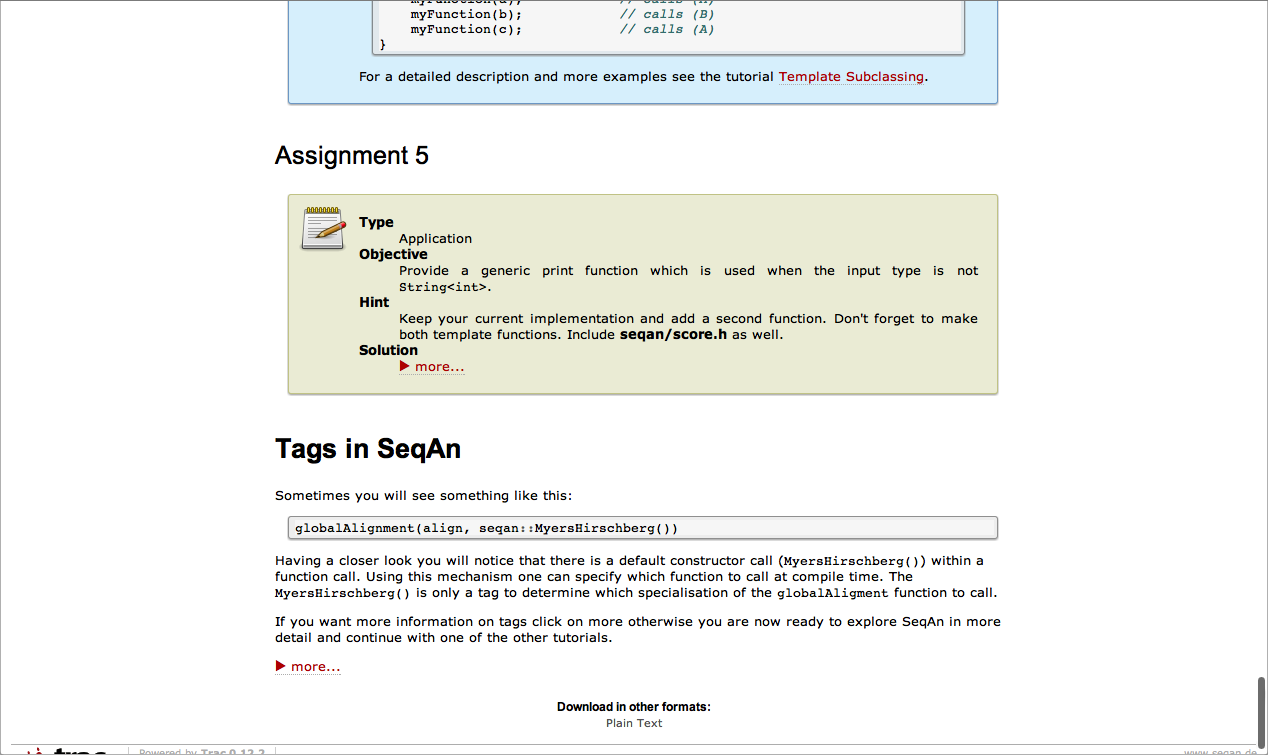 myFunction(b);            // calls (B)
myFunction(c);            // calls (A)
}
For a detailed description and more examples see the tutorial Template Subclassing.
Assignment 5
Type
Application
Objective
Provide a generic print function which is used when the input type is not
String<int>.
Hint
Keep your current implementation and add a second function. Don't forget to make
both template functions. Include seqan/score.h as well.
Solution
more...
Tags in SeqAn
Sometimes you will see something like this:
globalAlignment(align, seqan::MyersHirschberg())
Having a closer look you will notice that there is a default constructor call (MyersHirschberg()) within a
function call. Using this mechanism one can specify which function to call at compile time. The
MyersHirschberg() is only a tag to determine which specialisation of the globalAligment function to call.
If you want more information on tags click on more otherwise you are now ready to explore SeqAn in more
detail and continue with one of the other tutorials.
more...
Download in other formats:
Plain Text
trac Powered by Trac 0.12.3 www.seqan.de